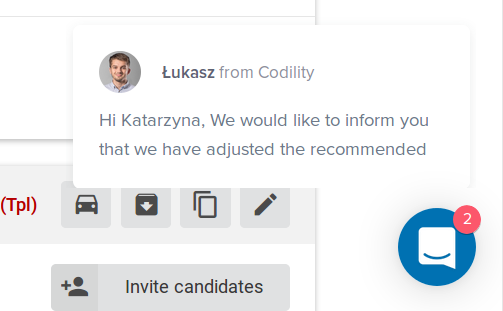 Łukasz from Codility
Hi Katarzyna, We would like to inform you
that we have adjusted the recommended
(Tpl)
2
Invite candidates